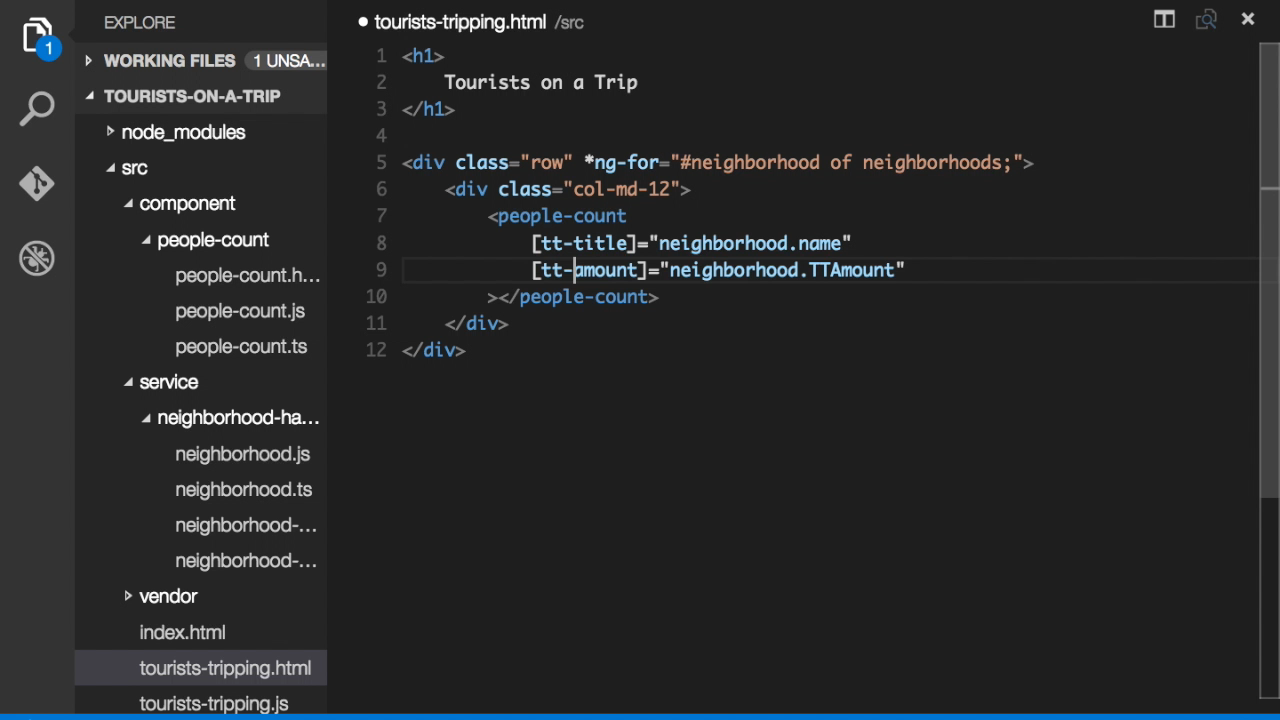 1
EXPLORE
WORKING FILES 1 UNSA...
TOURISTS-ON-A-TRIP
node_modules
src
component
people-count
people-count.h...
people-count.js
people-count.ts
service
neighborhood-ha...
neighborhood.js
neighborhood.ts
neighborhood-...
neighborhood-...
vendor
index.html
tourists-tripping.html
tourists-tripping.js
tourists-tripping.html /src
1 <h1>
2 Tourists on a Trip
3 </h1>
4
5 <div class="row" *ng-for="#neighborhood of neighborhoods;">
6 <div class="col-md-12">
7 <people-count
8 [tt-title]="neighborhood.name"
9 [tt-amount]="neighborhood.TTAmount"
10 ></people-count>
11 </div>
12 </div>